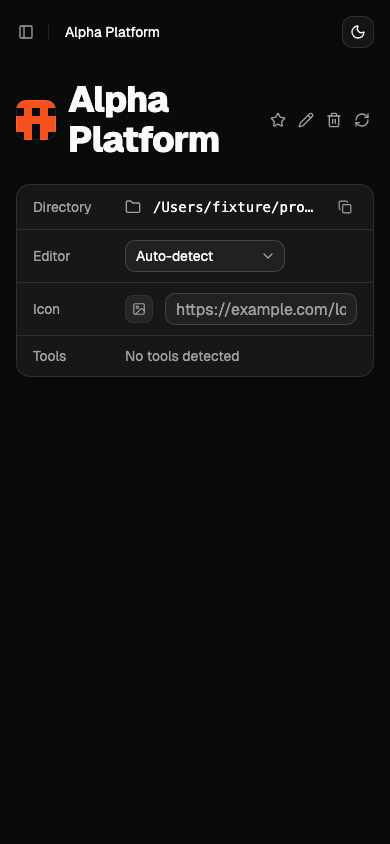 Alpha Platform
Alpha
Platform
Directory
/Users/fixture/pro…
Editor
Auto-detect
Icon
https://example.com/lo
Tools
No tools detected